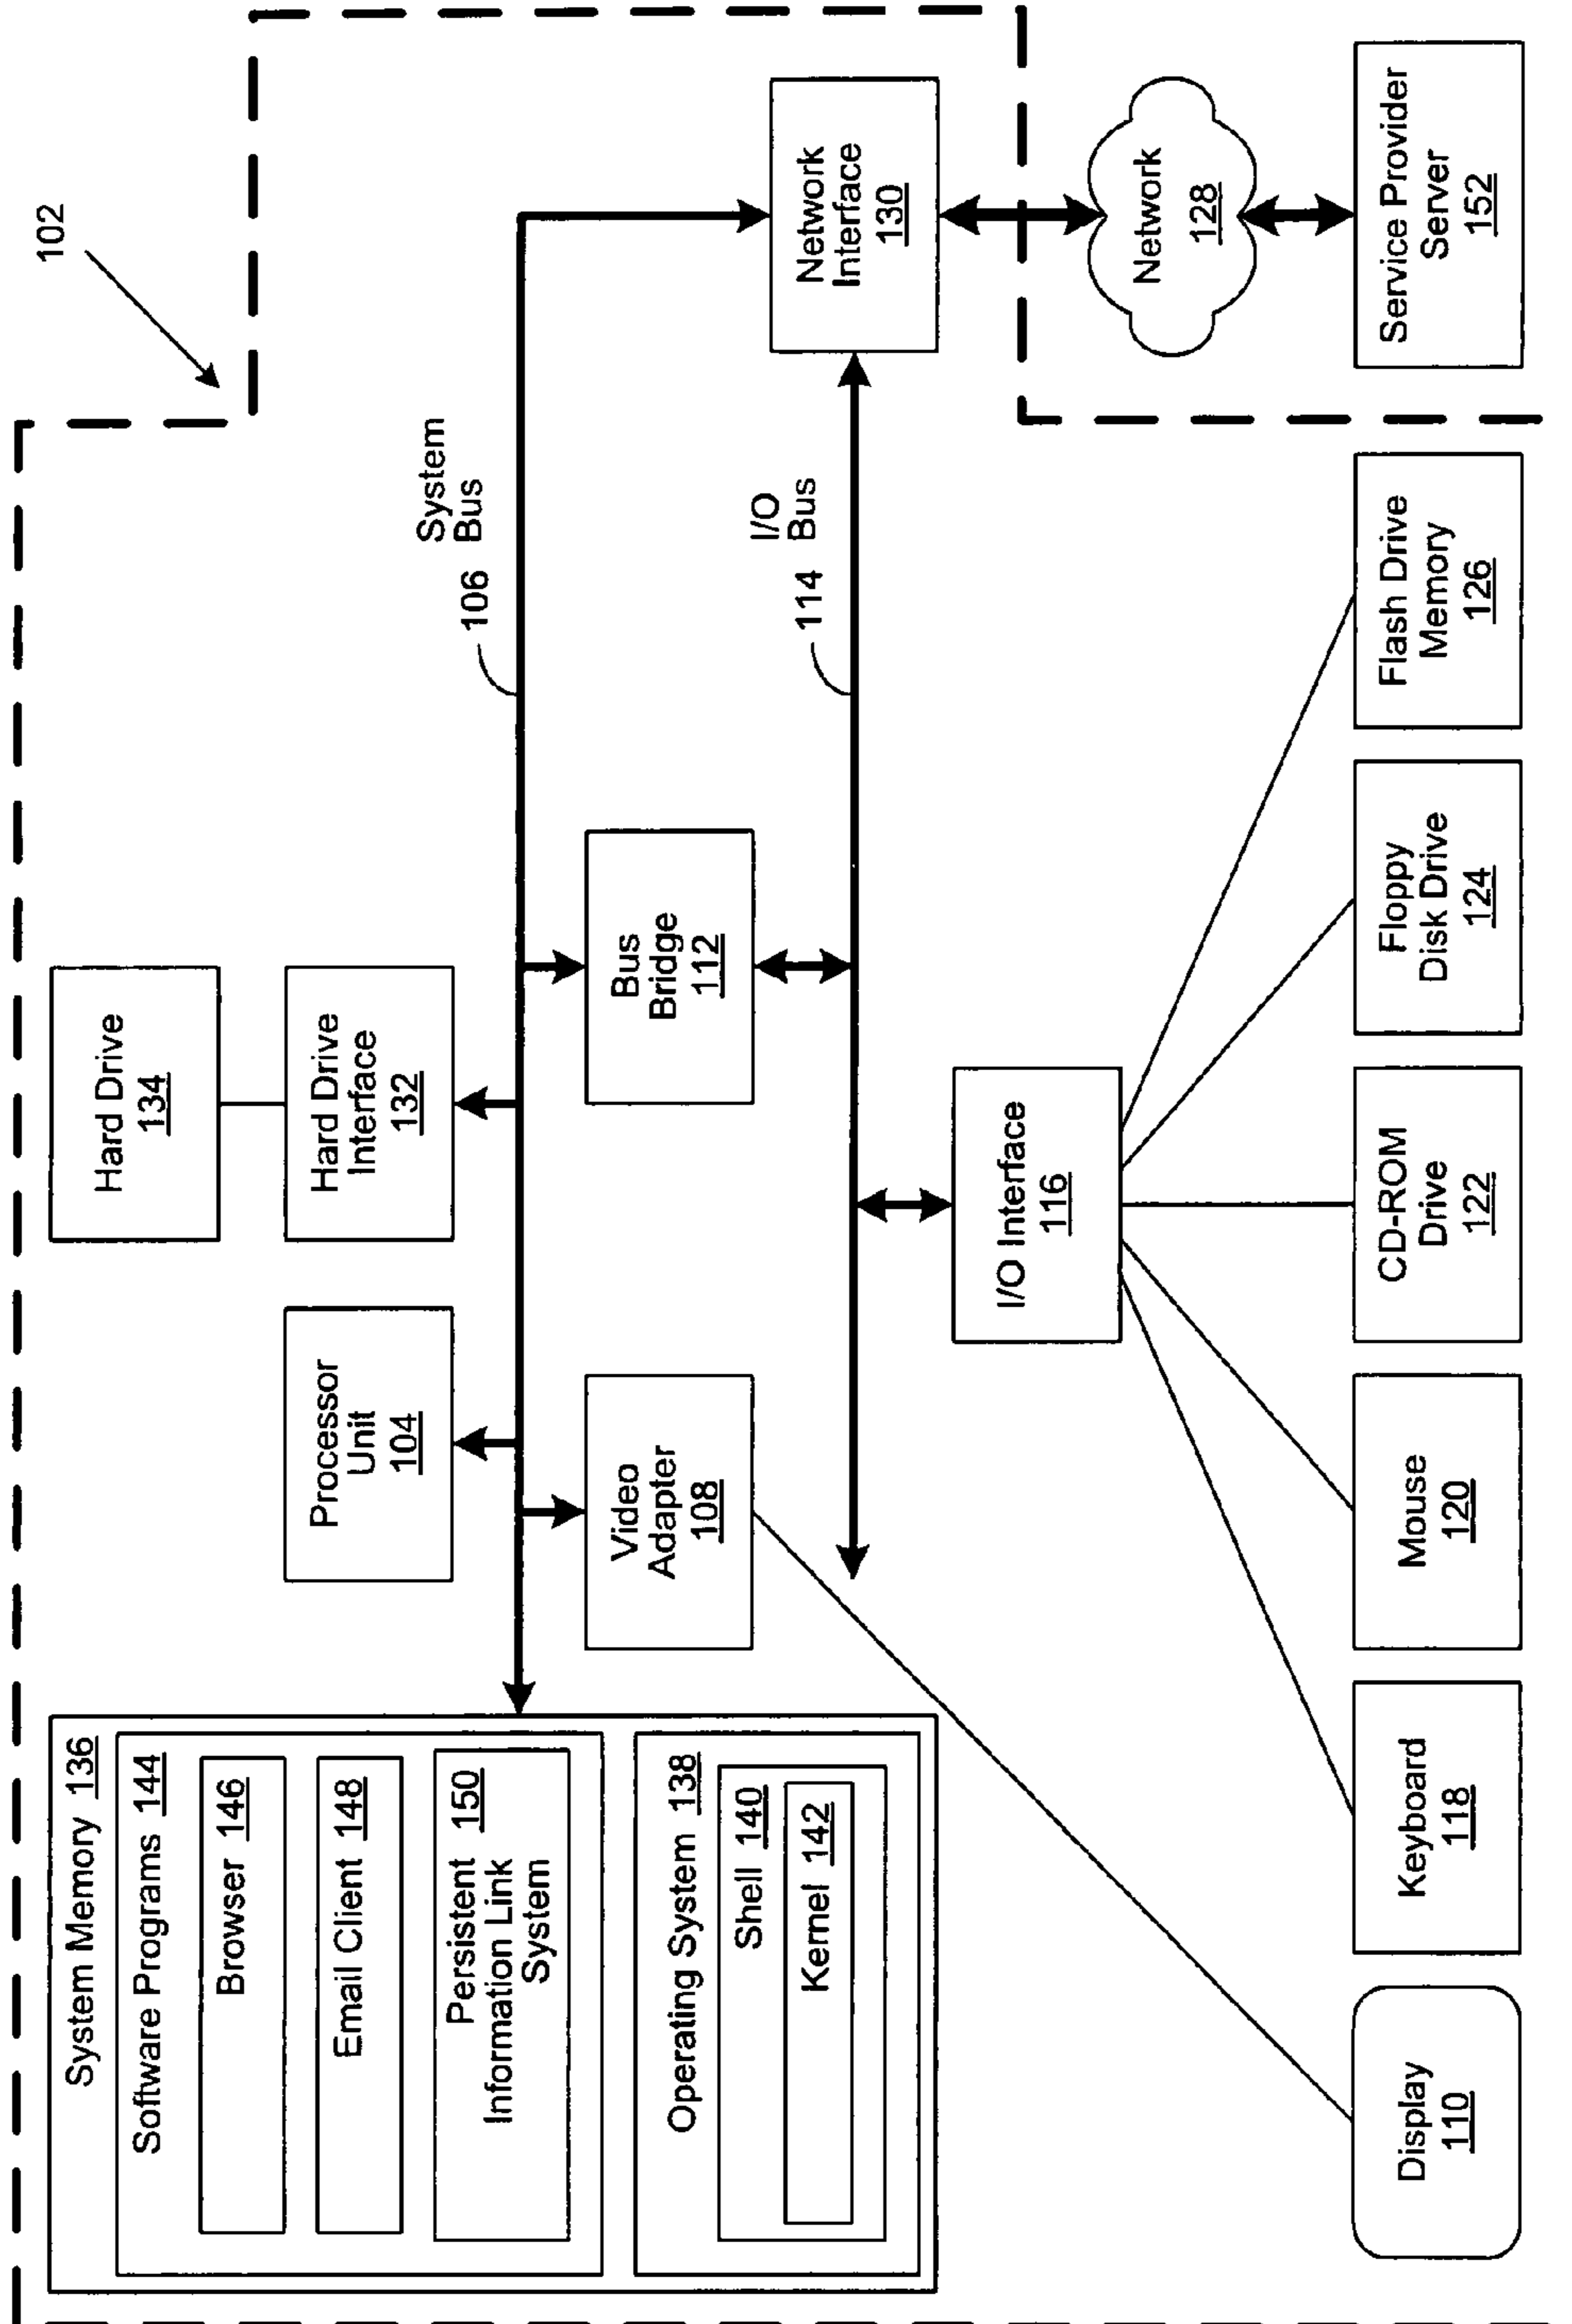 102
Hard Drive
134
Hard Drive
Interface
132
Processor
Unit
104
System Memory 136
Software Programs 144
Browser 146
Email Client 148
Persistent 150
Information Link
System
Operating System 138
Shell 140
Kernel 142
System
Bus
106
Video
Adapter
108
Bus
Bridge
112
I/O
Bus
114
Network
Interface
130
I/O Interface
116
Network
128
Display
110
Keyboard
118
Mouse
120
CD-ROM
Drive
122
Floppy
Disk Drive
124
Flash Drive
Memory
126
Service Provider
Server
152